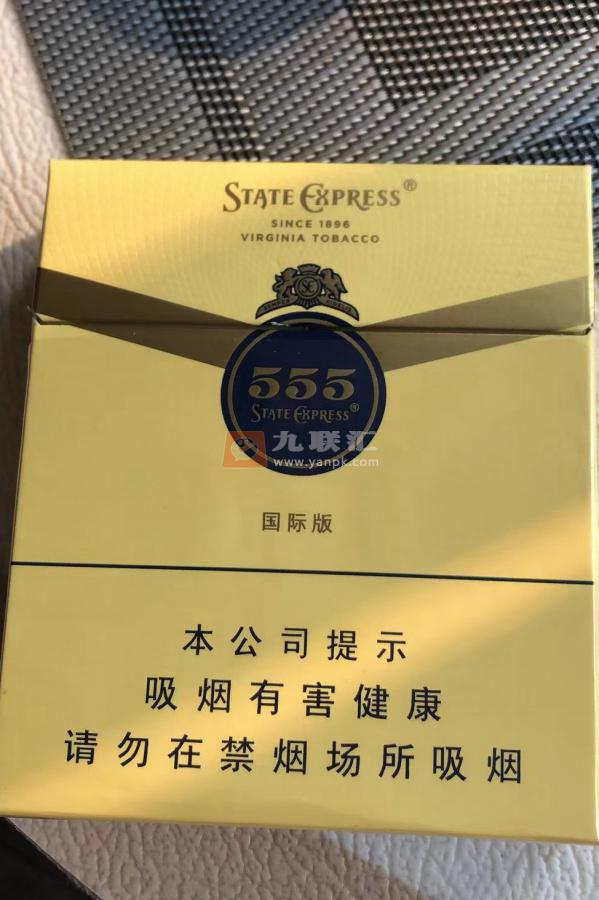 STATE EXPRESS®
SINCE 1896
VIRGINIA TOBACCO
SE
555
STATE EXPRESS®
九联汇
www.yanpk.com
国际版
本公司提示
吸烟有害健康
请勿在禁烟场所吸烟